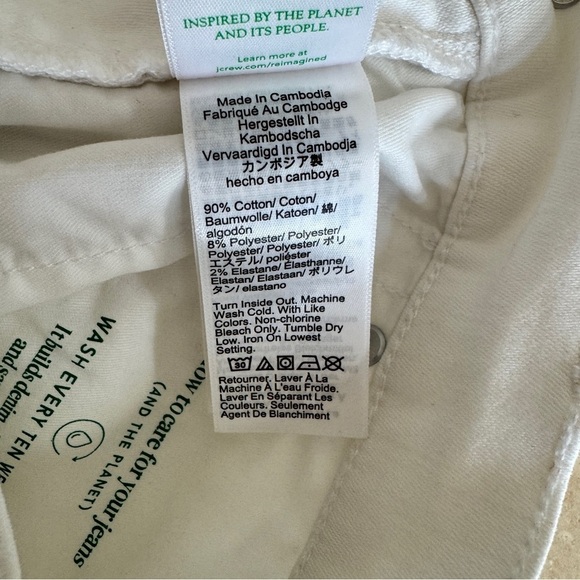 INSPIRED BY THE PLANET
AND ITS PEOPLE.
Learn more at
jcrew.com/reimagined
Made In Cambodia
Fabriqué Au Cambodge
Hergestellt In
Kambodscha
Vervaardigd In Cambodja
カンボジア製
hecho en camboya
90% Cotton/ Coton/
Baumwolle/ Katoen/ 綿/
algodón
8% Polyester/ Polyester/
Polyester/ Polyester/ ポリ
エステル/ poliéster
2% Elastane/ Élasthanne/
Elastan/ Elastaan/ ポリウレ
タン/ elastano
Turn Inside Out. Machine
Wash Cold. With Like
Colors. Non-chlorine
Bleach Only. Tumble Dry
Low. Iron On Lowest
Setting.
30
Retourner. Laver À La
Machine À L'eau Froide.
Laver En Séparant Les
Couleurs. Seulement
Agent De Blanchiment
how to care for your jeans
(AND THE PLANET)
WASH EVERY TEN
It builds denim
and